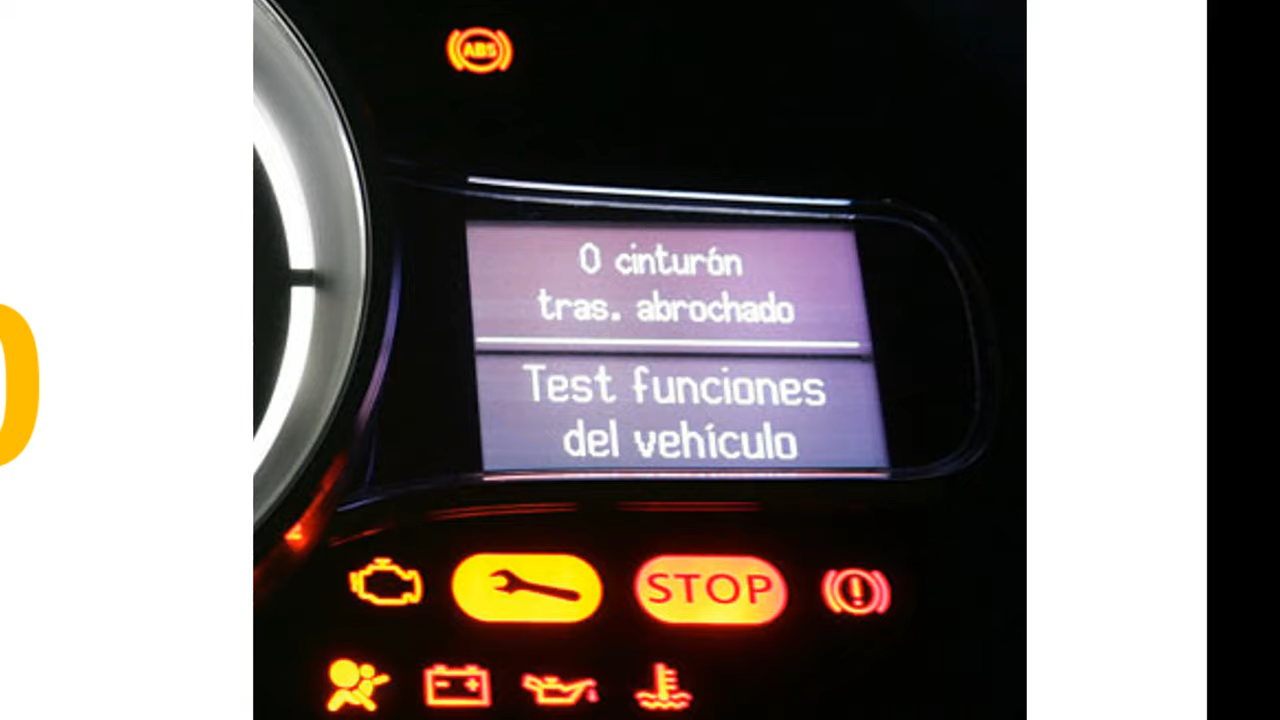 ABS
0 cinturón
tras. abrochado
Test funciones
del vehículo
STOP